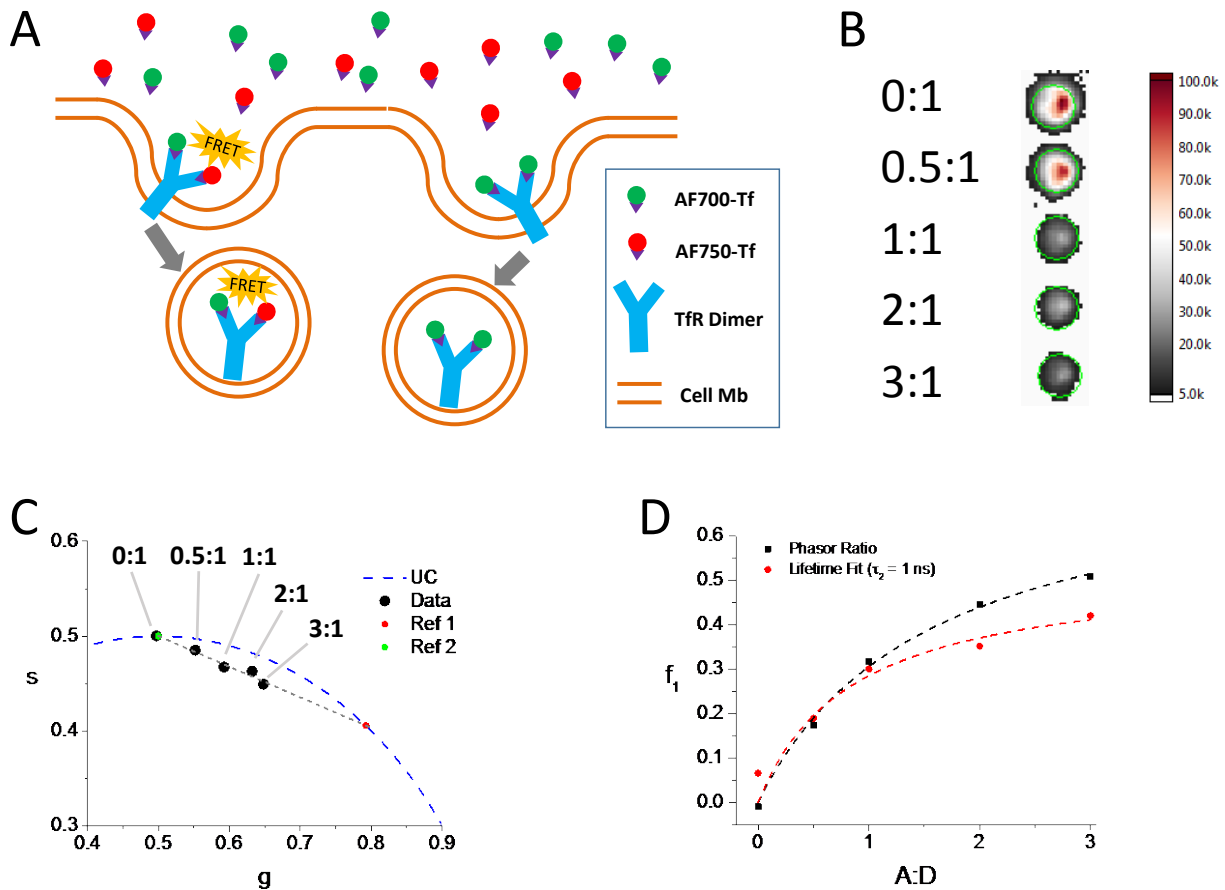 A
FRET
FRET
AF700-Tf
AF750-Tf
TfR Dimer
Cell Mb
B
0:1
0.5:1
1:1
2:1
3:1
100.0k
90.0k
80.0k
70.0k
60.0k
50.0k
40.0k
30.0k
20.0k
10.0k
5.0k
C
0.6
0.5
0.4
0.3
s
0:1
0.5:1
1:1
2:1
3:1
UC
Data
Ref 1
Ref 2
0.4 0.5 0.6 0.7 0.8 0.9
g
D
Phasor Ratio
Lifetime Fit (τ2 = 1 ns)
0.5
0.4
0.3
0.2
0.1
0.0
f1
0 1 2 3
A:D